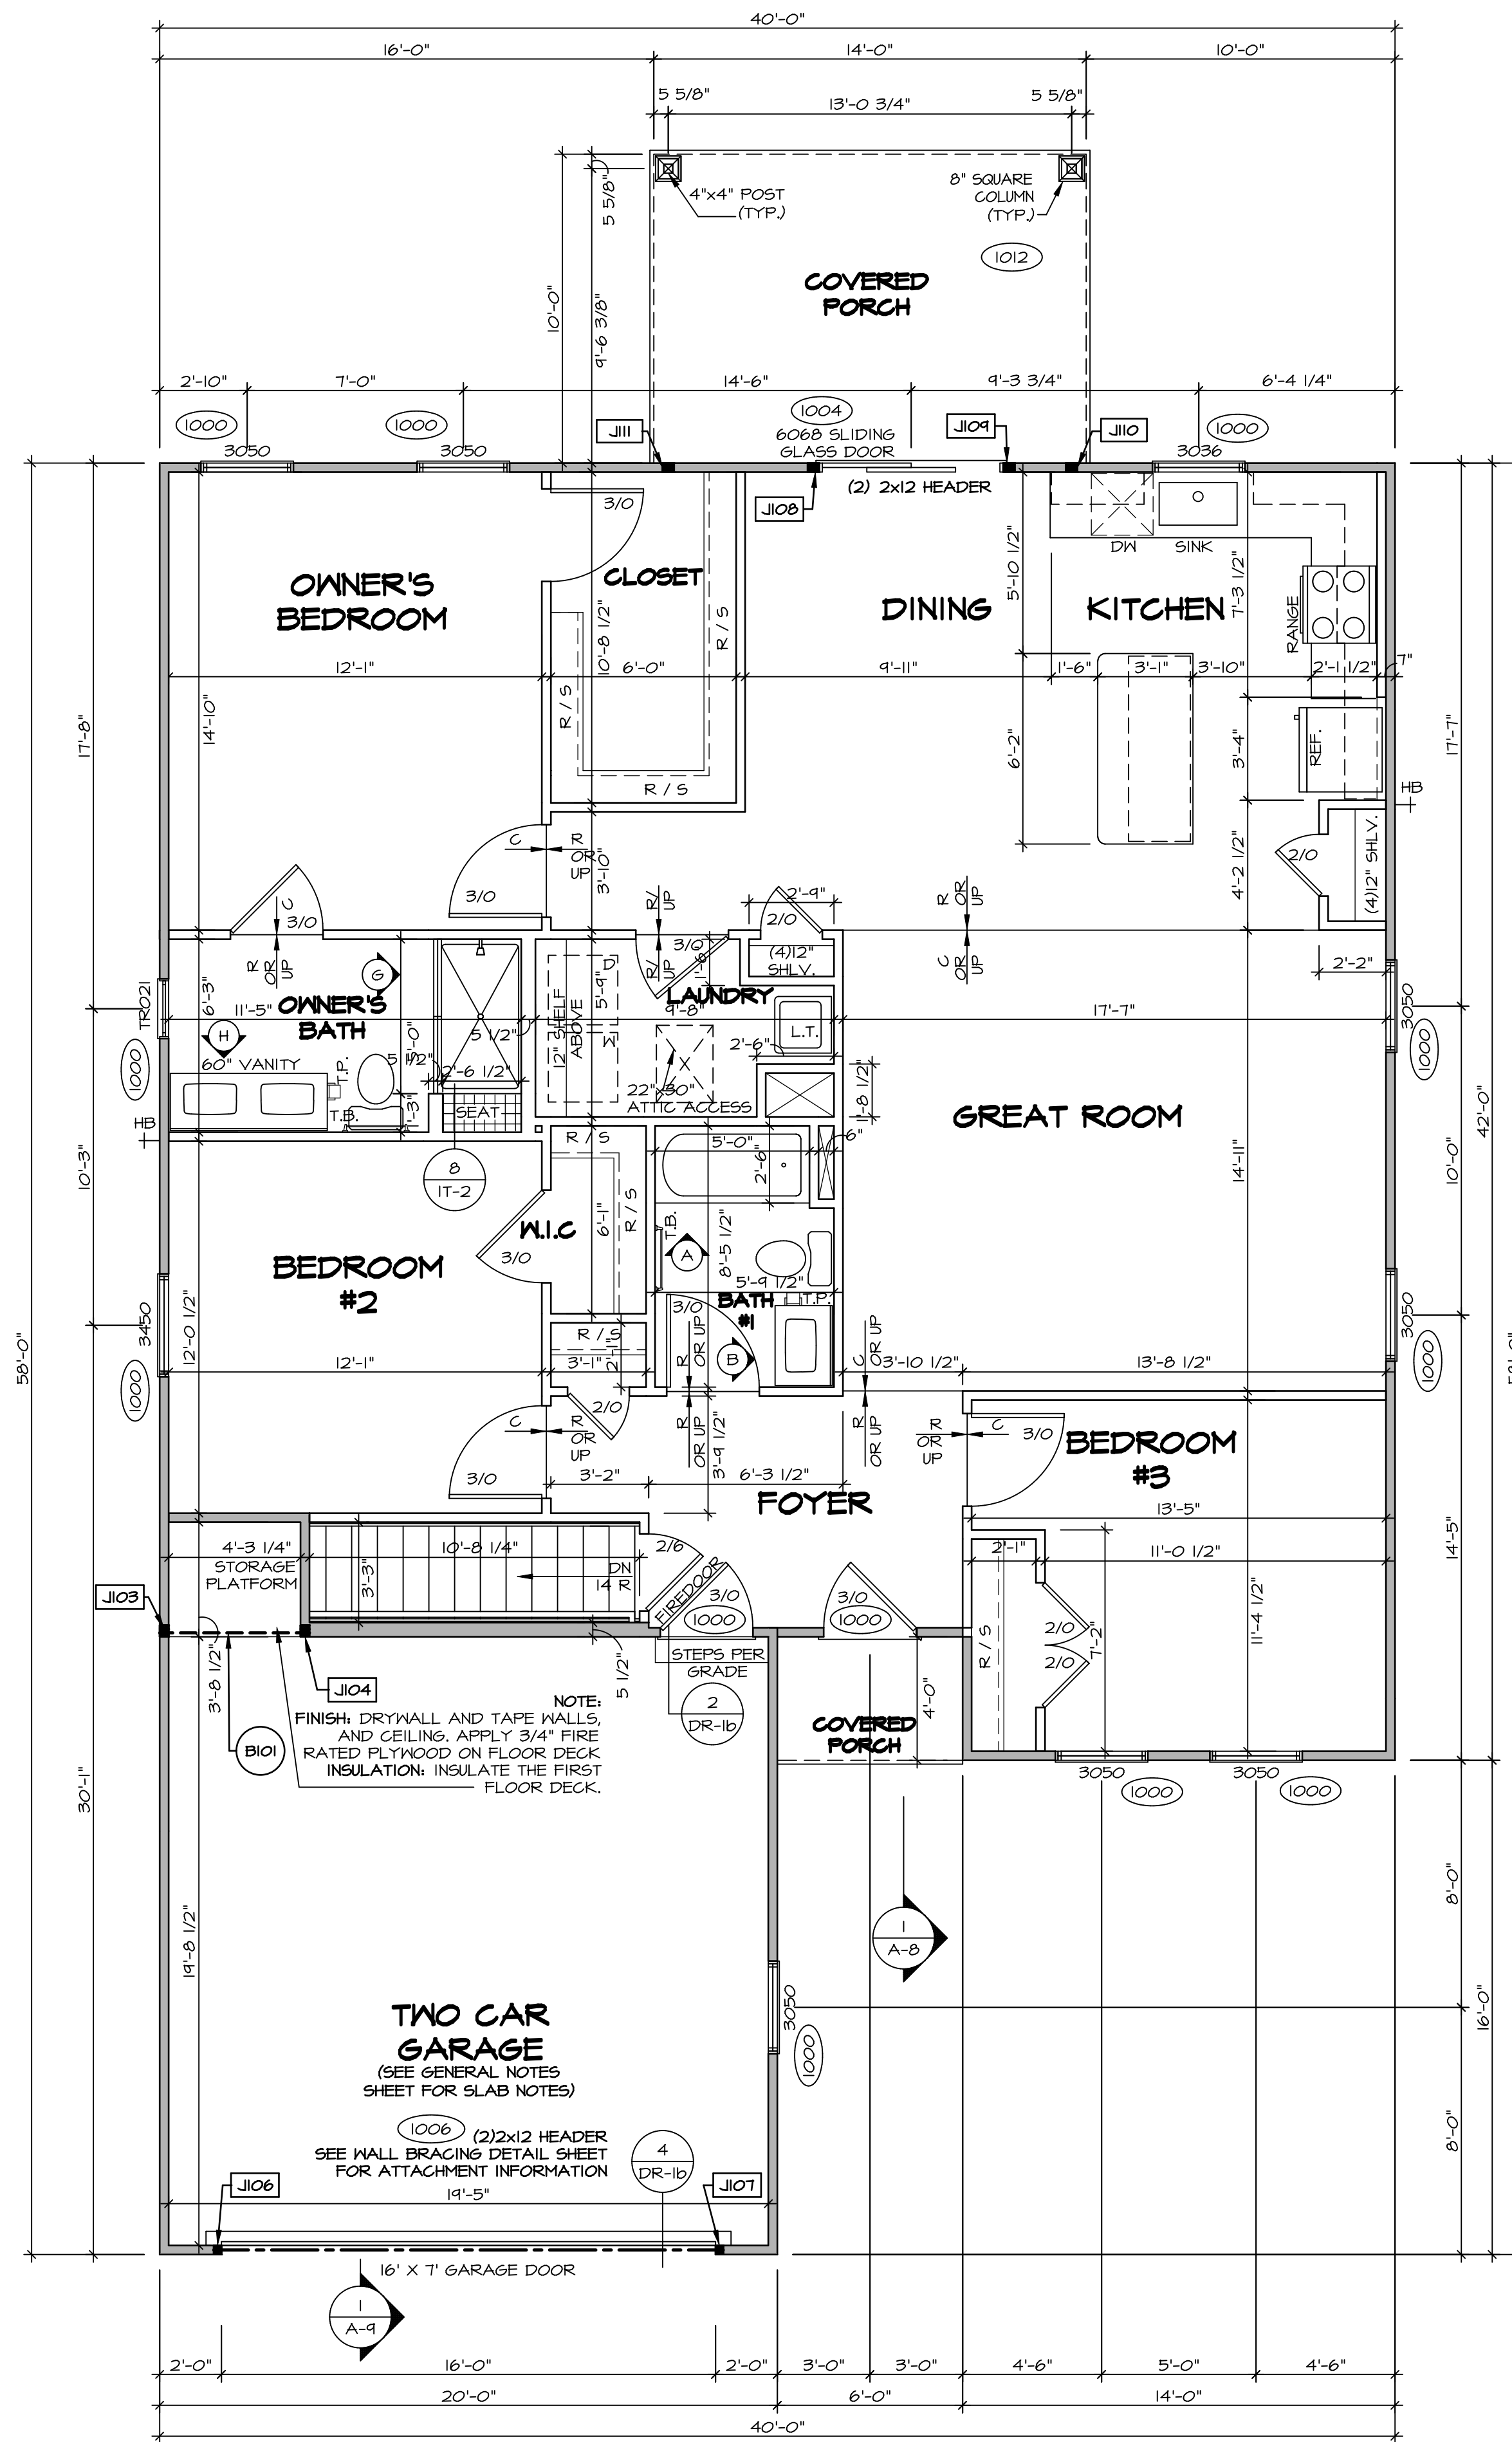 40'-0"
16'-0"
14'-0"
10'-0"
5 5/8"
13'-0 3/4"
5 5/8"
4"x4" POST
(TYP.)
8" SQUARE
COLUMN
(TYP.)
5 5/8"
1012
COVERED
PORCH
10'-0"
9'-6 3/8"
2'-10"
7'-0"
14'-6"
9'-3 3/4"
6'-4 1/4"
1000
1000
1004
1000
J111
J109
J110
6068 SLIDING
GLASS DOOR
3050
3050
3036
(2) 2x12 HEADER
J108
3/0
DW
SINK
OWNER'S
BEDROOM
CLOSET
DINING
KITCHEN
5'-10 1/2"
7'-3 1/2"
RANGE
10'-8 1/2"
R / S
12'-1"
6'-0"
9'-11"
1'-6"
3'-1"
3'-10"
2'-1 1/2"
7"
R / S
14'-10"
17'-8"
17'-7"
6'-2"
3'-4"
REF.
R / S
HB
C
R
OR
UP
3'-10"
3/0
4'-2 1/2"
2/0
(4)12" SHLV.
3/0
C
R
OR
UP
R/
UP
R/
UP
3/0
2'-9"
2/0
R
OR
UP
C
OR
UP
(4)12"
SHLV.
1'-6"
2'-2"
G
D
LAUNDRY
TR021
6'-3"
11'-5"
OWNER'S
BATH
H
5'-0"
5 1/2"
12" SHELF
ABOVE
5'-9"
9'-8"
L.T.
W
17'-7"
3050
1000
1000
60" VANITY
T.P.
5 1/2"
2'-6 1/2"
2'-6"
22"x30"
ATTIC ACCESS
1'-8 1/2"
T.B.
SEAT
HB
GREAT ROOM
42'-0"
R / S
5'-0"
6"
2'-6"
8
IT-2
10'-3"
14'-11"
10'-0"
6'-1"
R / S
T.B.
W.I.C
3/0
A
8'-5 1/2"
5'-9 1/2"
T.P.
BEDROOM
#2
BATH
#1
3/0
3450
1000
12'-0 1/2"
3050
1000
R / S
2'-1"
R
OR UP
B
C
OR UP
58'-0"
12'-1"
3'-1"
3'-10 1/2"
13'-8 1/2"
2/0
C
R
OR
UP
3/0
R
OR UP
3'-9 1/2"
R
OR UP
R
OR
UP
C
3/0
BEDROOM
#3
3'-2"
6'-3 1/2"
FOYER
13'-5"
4'-3 1/4"
STORAGE
PLATFORM
10'-8 1/4"
3'-3"
DN
14 R
2/6
FIREDOOR
3/0
1000
3/0
1000
2'-1"
11'-0 1/2"
14'-5"
J103
3'-8 1/2"
J104
5 1/2"
STEPS PER
GRADE
R / S
2/0
2/0
7'-2"
11'-4 1/2"
2
DR-1b
4'-0"
NOTE:
FINISH: DRYWALL AND TAPE WALLS,
AND CEILING. APPLY 3/4" FIRE
RATED PLYWOOD ON FLOOR DECK
INSULATION: INSULATE THE FIRST
FLOOR DECK.
B101
COVERED
PORCH
3050
3050
1000
1000
30'-1"
19'-8 1/2"
8'-0"
1
A-8
3050
1000
16'-0"
TWO CAR
GARAGE
(SEE GENERAL NOTES
SHEET FOR SLAB NOTES)
1006
(2)2x12 HEADER
SEE WALL BRACING DETAIL SHEET
FOR ATTACHMENT INFORMATION
4
DR-1b
8'-0"
J106
J107
19'-5"
16' X 7' GARAGE DOOR
1
A-9
2'-0"
16'-0"
2'-0"
3'-0"
3'-0"
4'-6"
5'-0"
4'-6"
20'-0"
6'-0"
14'-0"
40'-0"